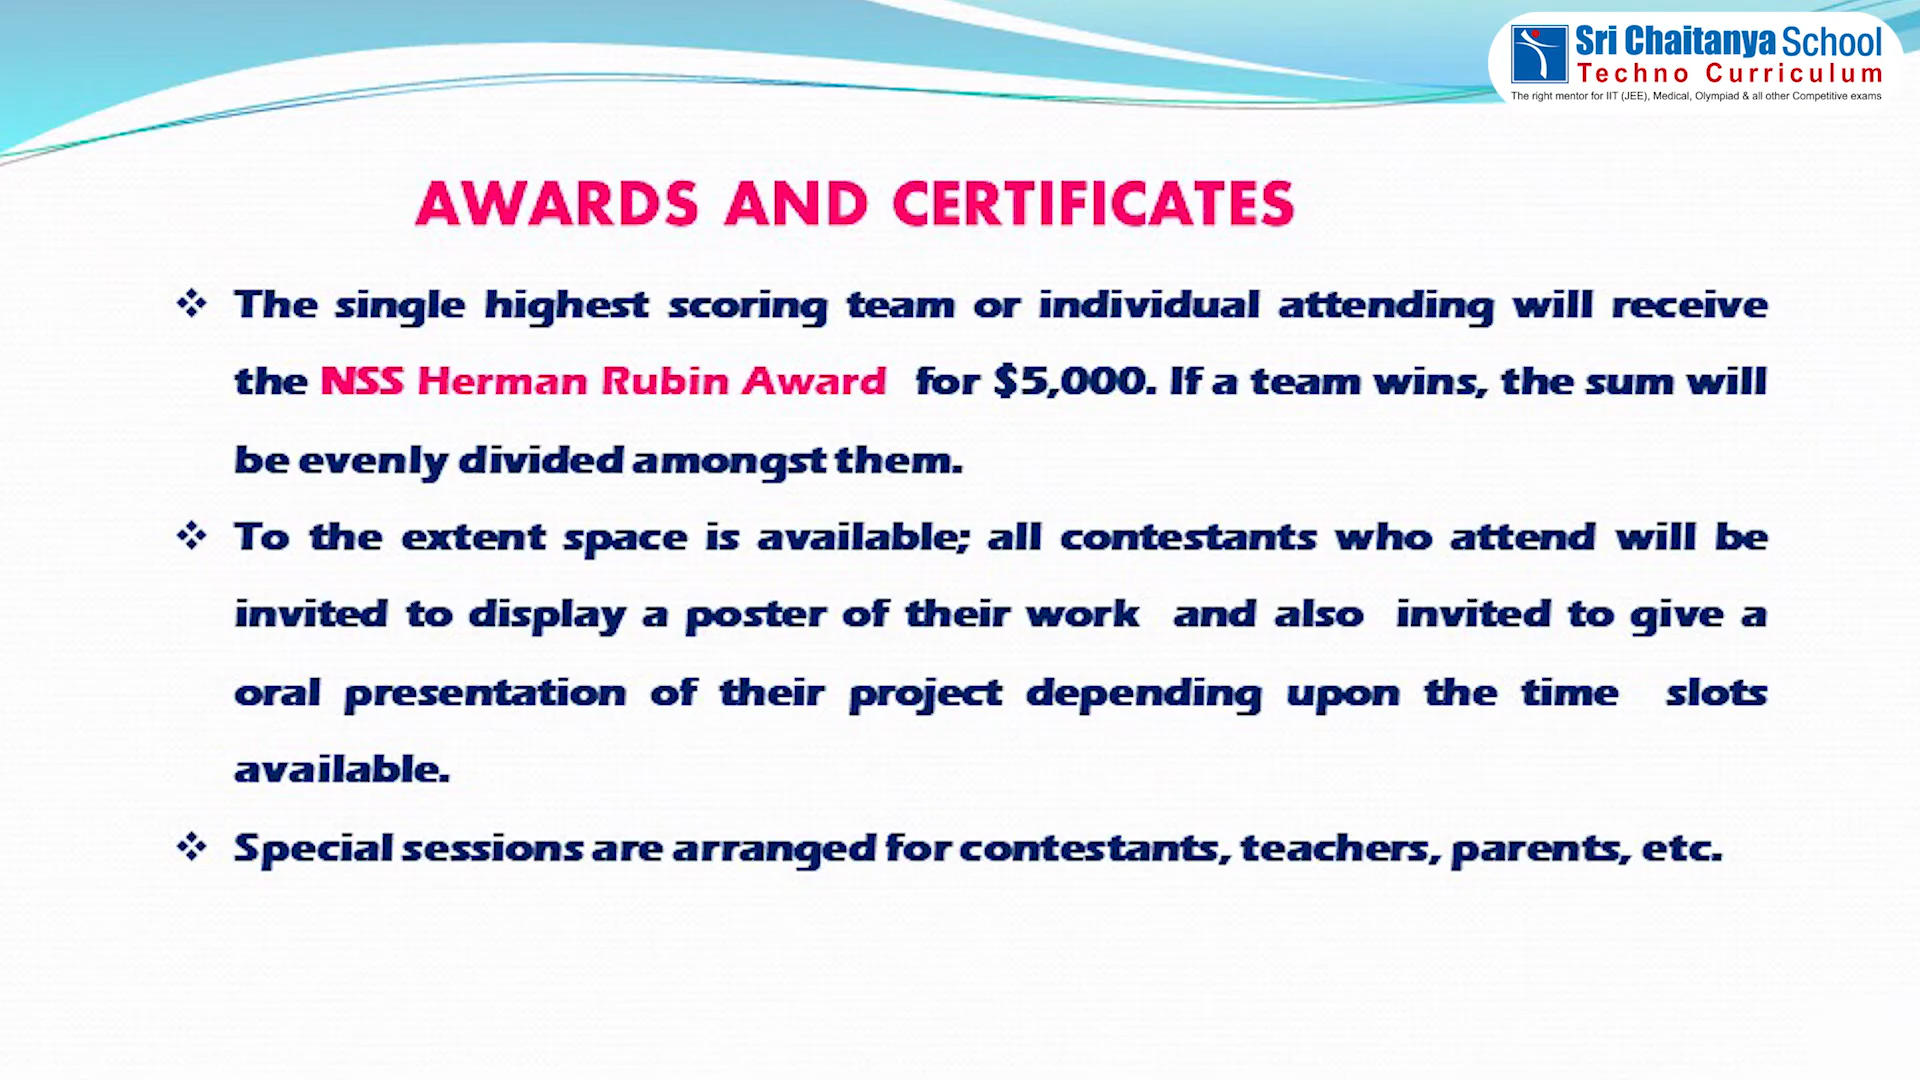 Sri Chaitanya School
Techno Curriculum
The right mentor for IIT (JEE), Medical, Olympiad & all other Competitive exams
AWARDS AND CERTIFICATES
❖ The single highest scoring team or individual attending will receive
the NSS Herman Rubin Award for $5,000. If a team wins, the sum will
be evenly divided amongst them.
❖ To the extent space is available; all contestants who attend will be
invited to display a poster of their work and also invited to give a
oral presentation of their project depending upon the time slots
available.
❖ Special sessions are arranged for contestants, teachers, parents, etc.